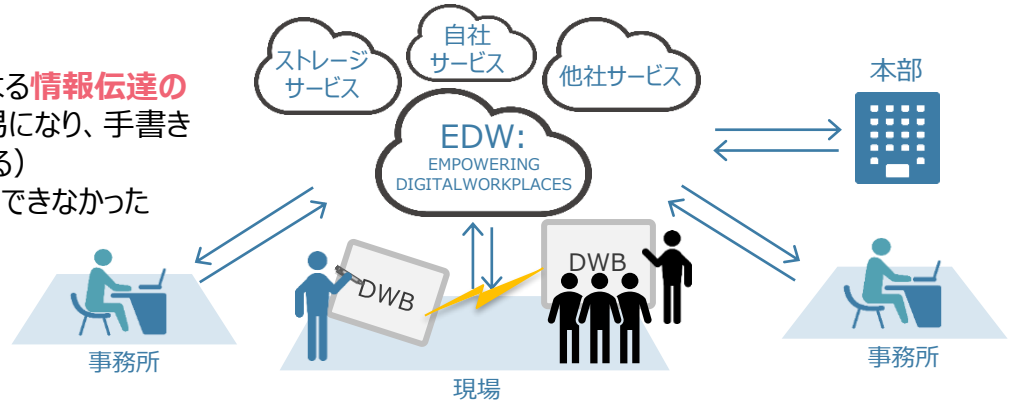 よる情報伝達の
易になり、手書き
る）
できなかった
ストレージ
サービス
自社
サービス
他社サービス
EDW:
EMPOWERING
DIGITALWORKPLACES
本部
DWB
DWB
事務所
現場
事務所